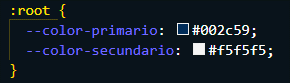 :root {
--color-primario: #002c59;
--color-secundario: #f5f5f5;
}